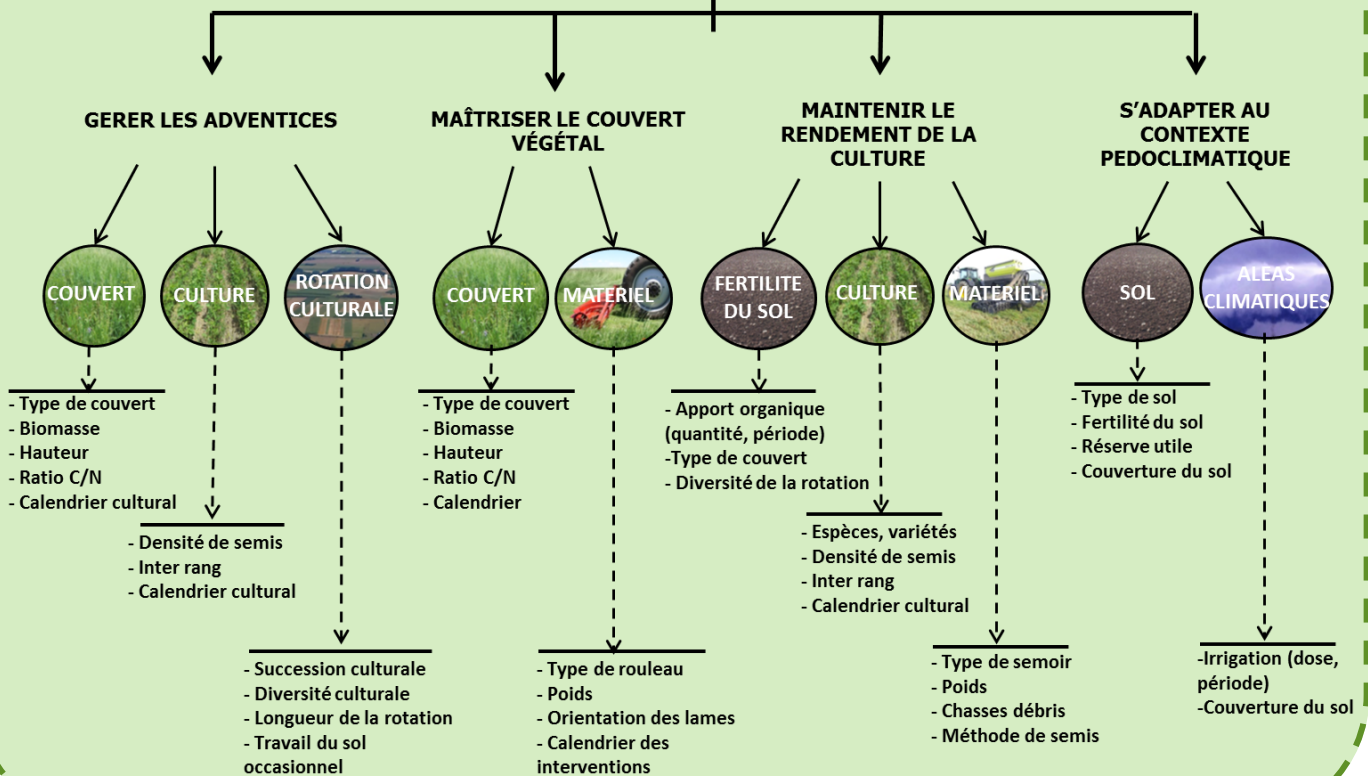 GERER LES ADVENTICES
MAÎTRISER LE COUVERT
VÉGÉTAL
MAINTENIR LE
RENDEMENT DE LA
CULTURE
S'ADAPTER AU
CONTEXTE
PEDOCLIMATIQUE
COUVERT
CULTURE
ROTATION
CULTURALE
COUVERT
MATERIEL
FERTILITE
DU SOL
CULTURE
MATERIEL
SOL
ALEAS
CLIMATIQUES
- Type de couvert
- Biomasse
- Hauteur
- Ratio C/N
- Calendrier cultural
- Densité de semis
- Inter rang
- Calendrier cultural
- Succession culturale
- Diversité culturale
- Longueur de la rotation
- Travail du sol
occasionnel
- Type de couvert
- Biomasse
- Hauteur
- Ratio C/N
- Calendrier
- Type de rouleau
- Poids
- Orientation des lames
- Calendrier des
interventions
- Apport organique
(quantité, période)
-Type de couvert
- Diversité de la rotation
- Espèces, variétés
- Densité de semis
- Inter rang
- Calendrier cultural
- Type de semoir
- Poids
- Chasses débris
- Méthode de semis
- Type de sol
- Fertilité du sol
- Réserve utile
- Couverture du sol
-Irrigation (dose,
période)
-Couverture du sol